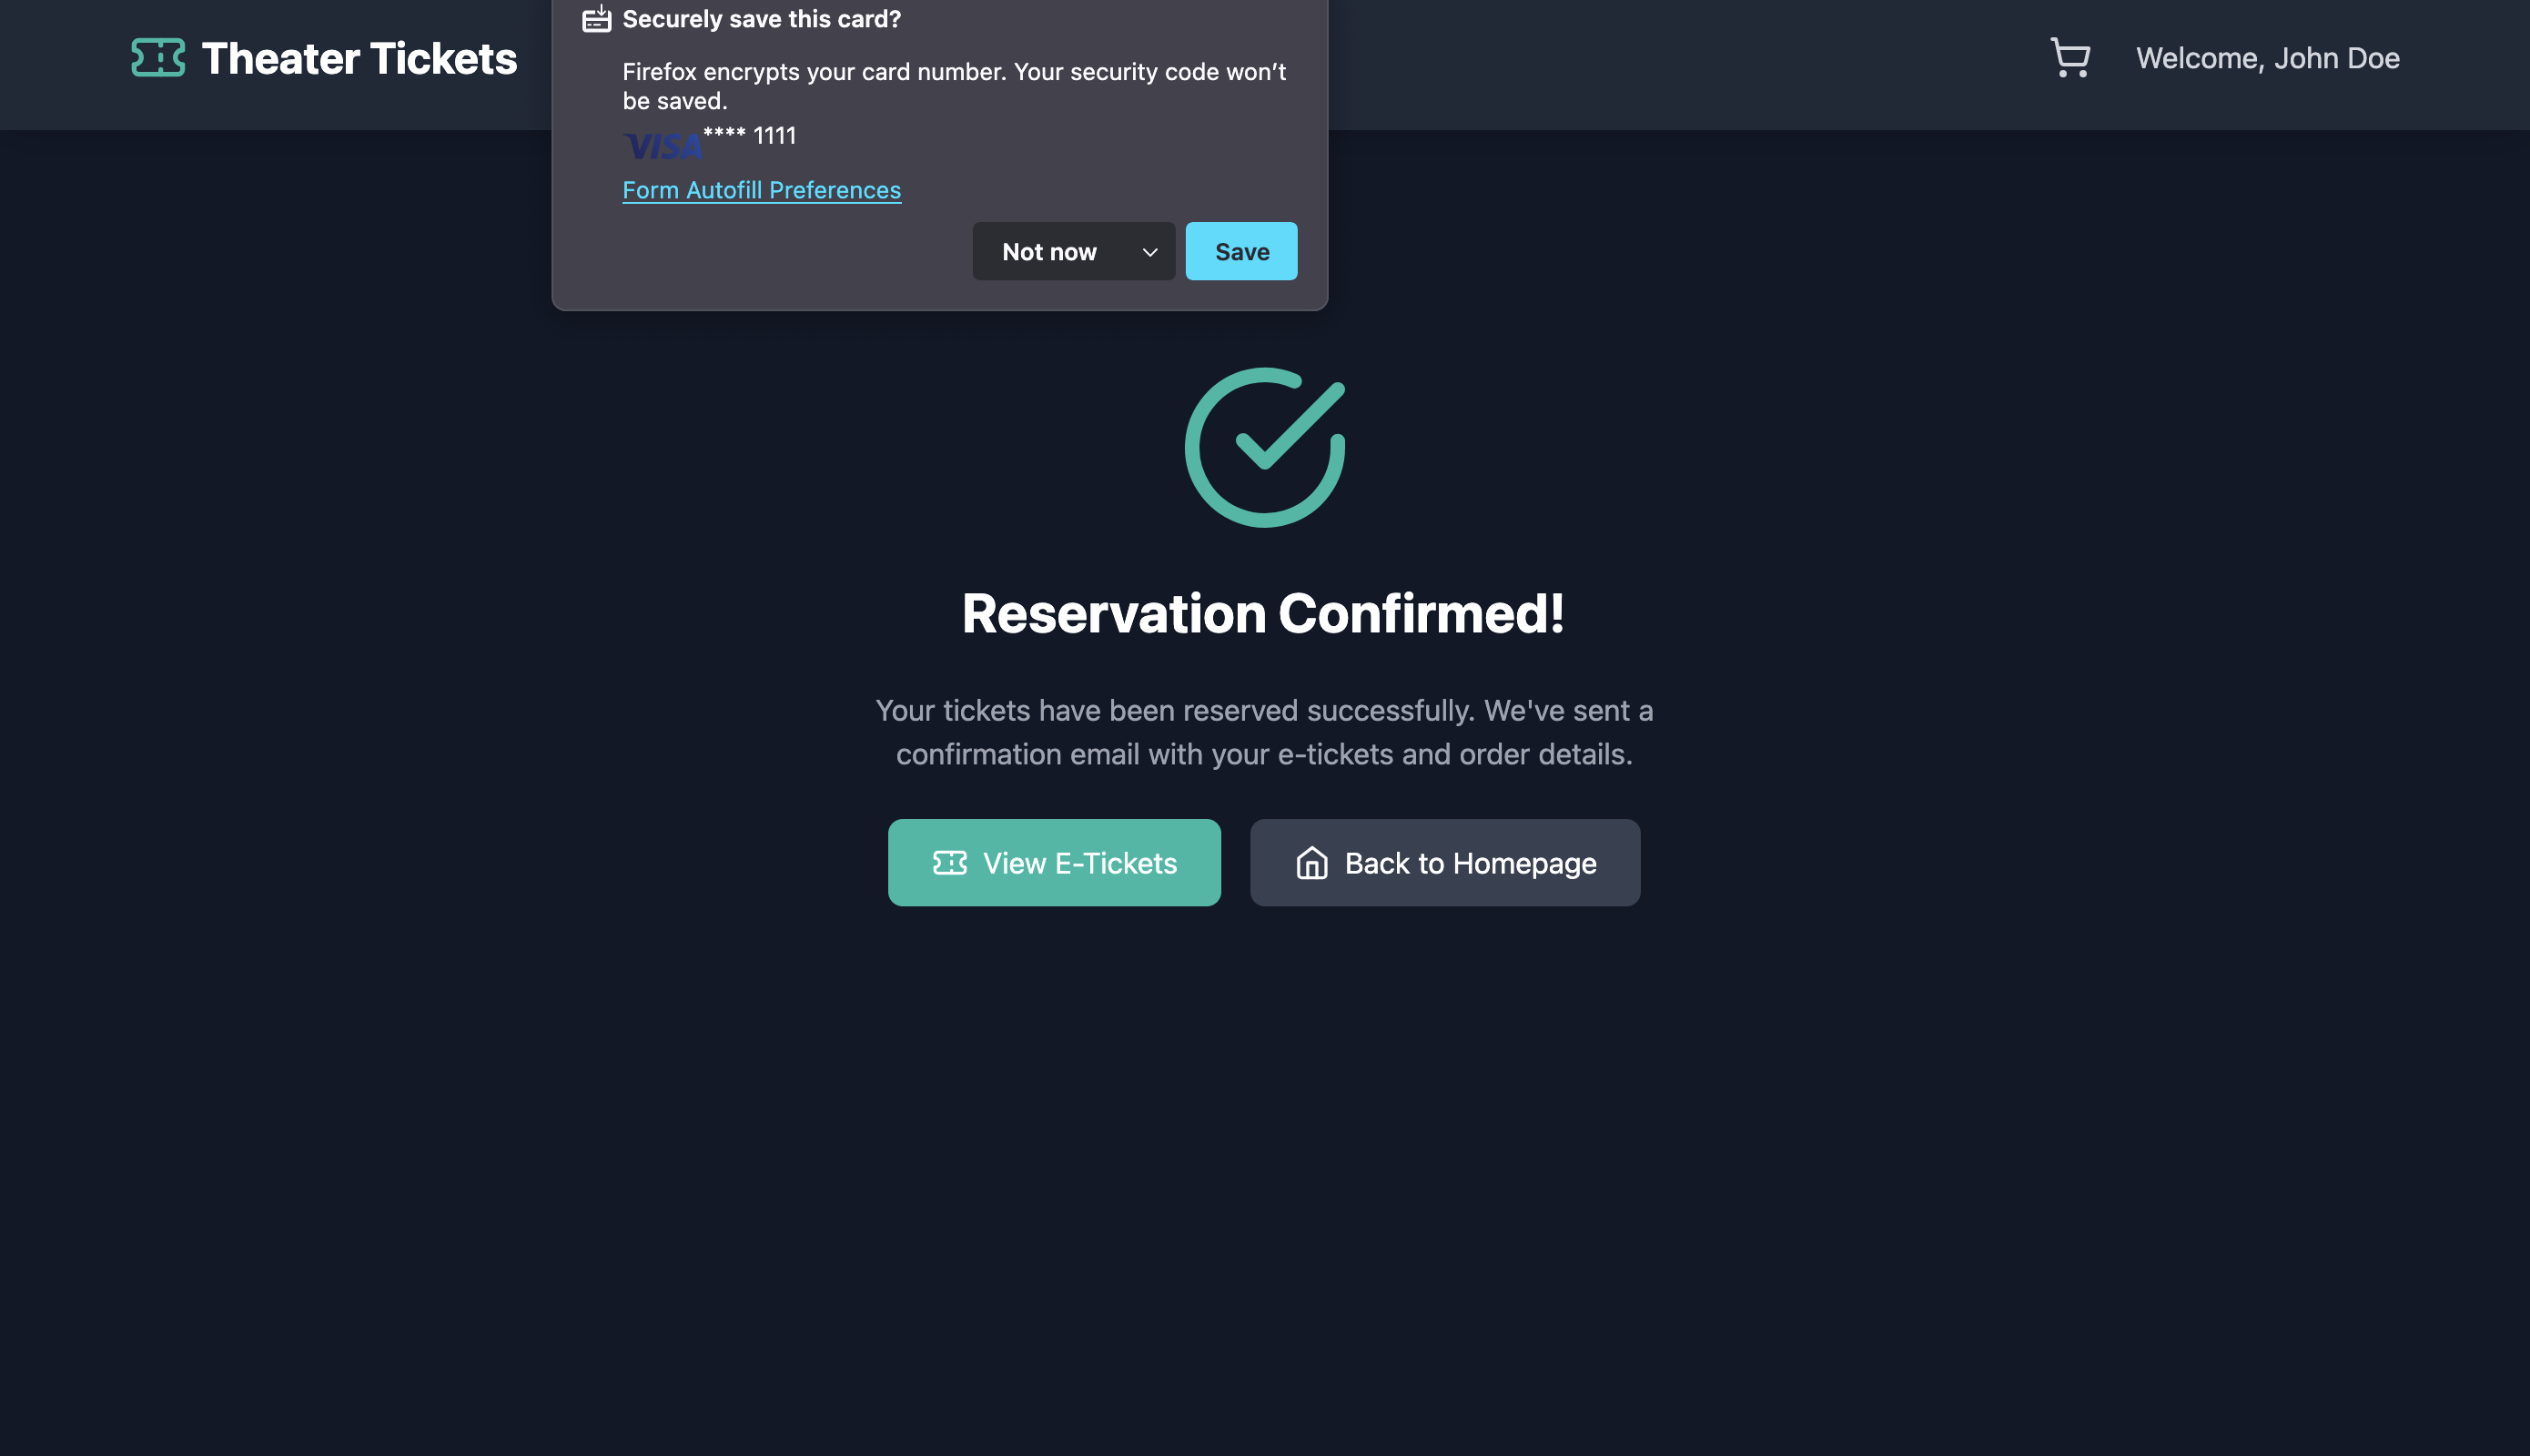 Theater Tickets
Securely save this card?
Firefox encrypts your card number. Your security code won’t
be saved.
VISA **** 1111
Form Autofill Preferences
Not now
Save
Welcome, John Doe
Reservation Confirmed!
Your tickets have been reserved successfully. We've sent a
confirmation email with your e-tickets and order details.
View E-Tickets
Back to Homepage